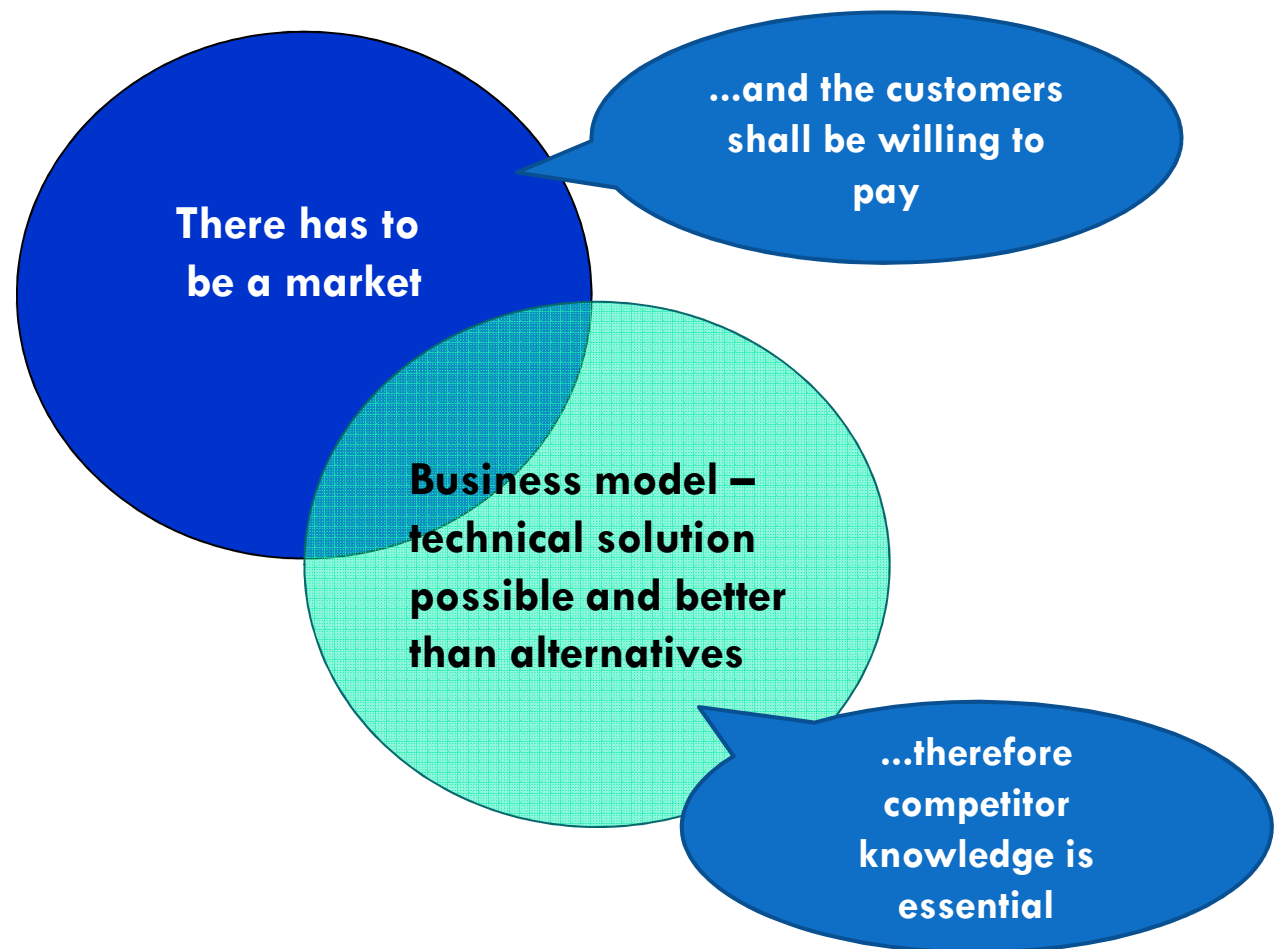 ...and the customers
shall be willing to
pay
There has to
be a market
Business model –
technical solution
possible and better
than alternatives
...therefore
competitor
knowledge is
essential